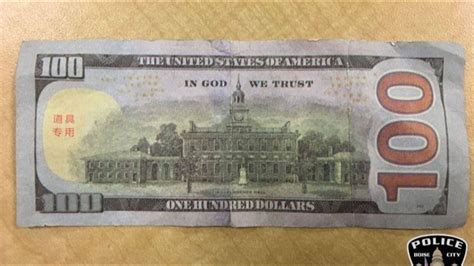 100
THE UNITED STATES OF AMERICA
IN GOD WE TRUST
道具
专用
100
100
ONE HUNDRED DOLLARS
POLICE
BOISE CITY